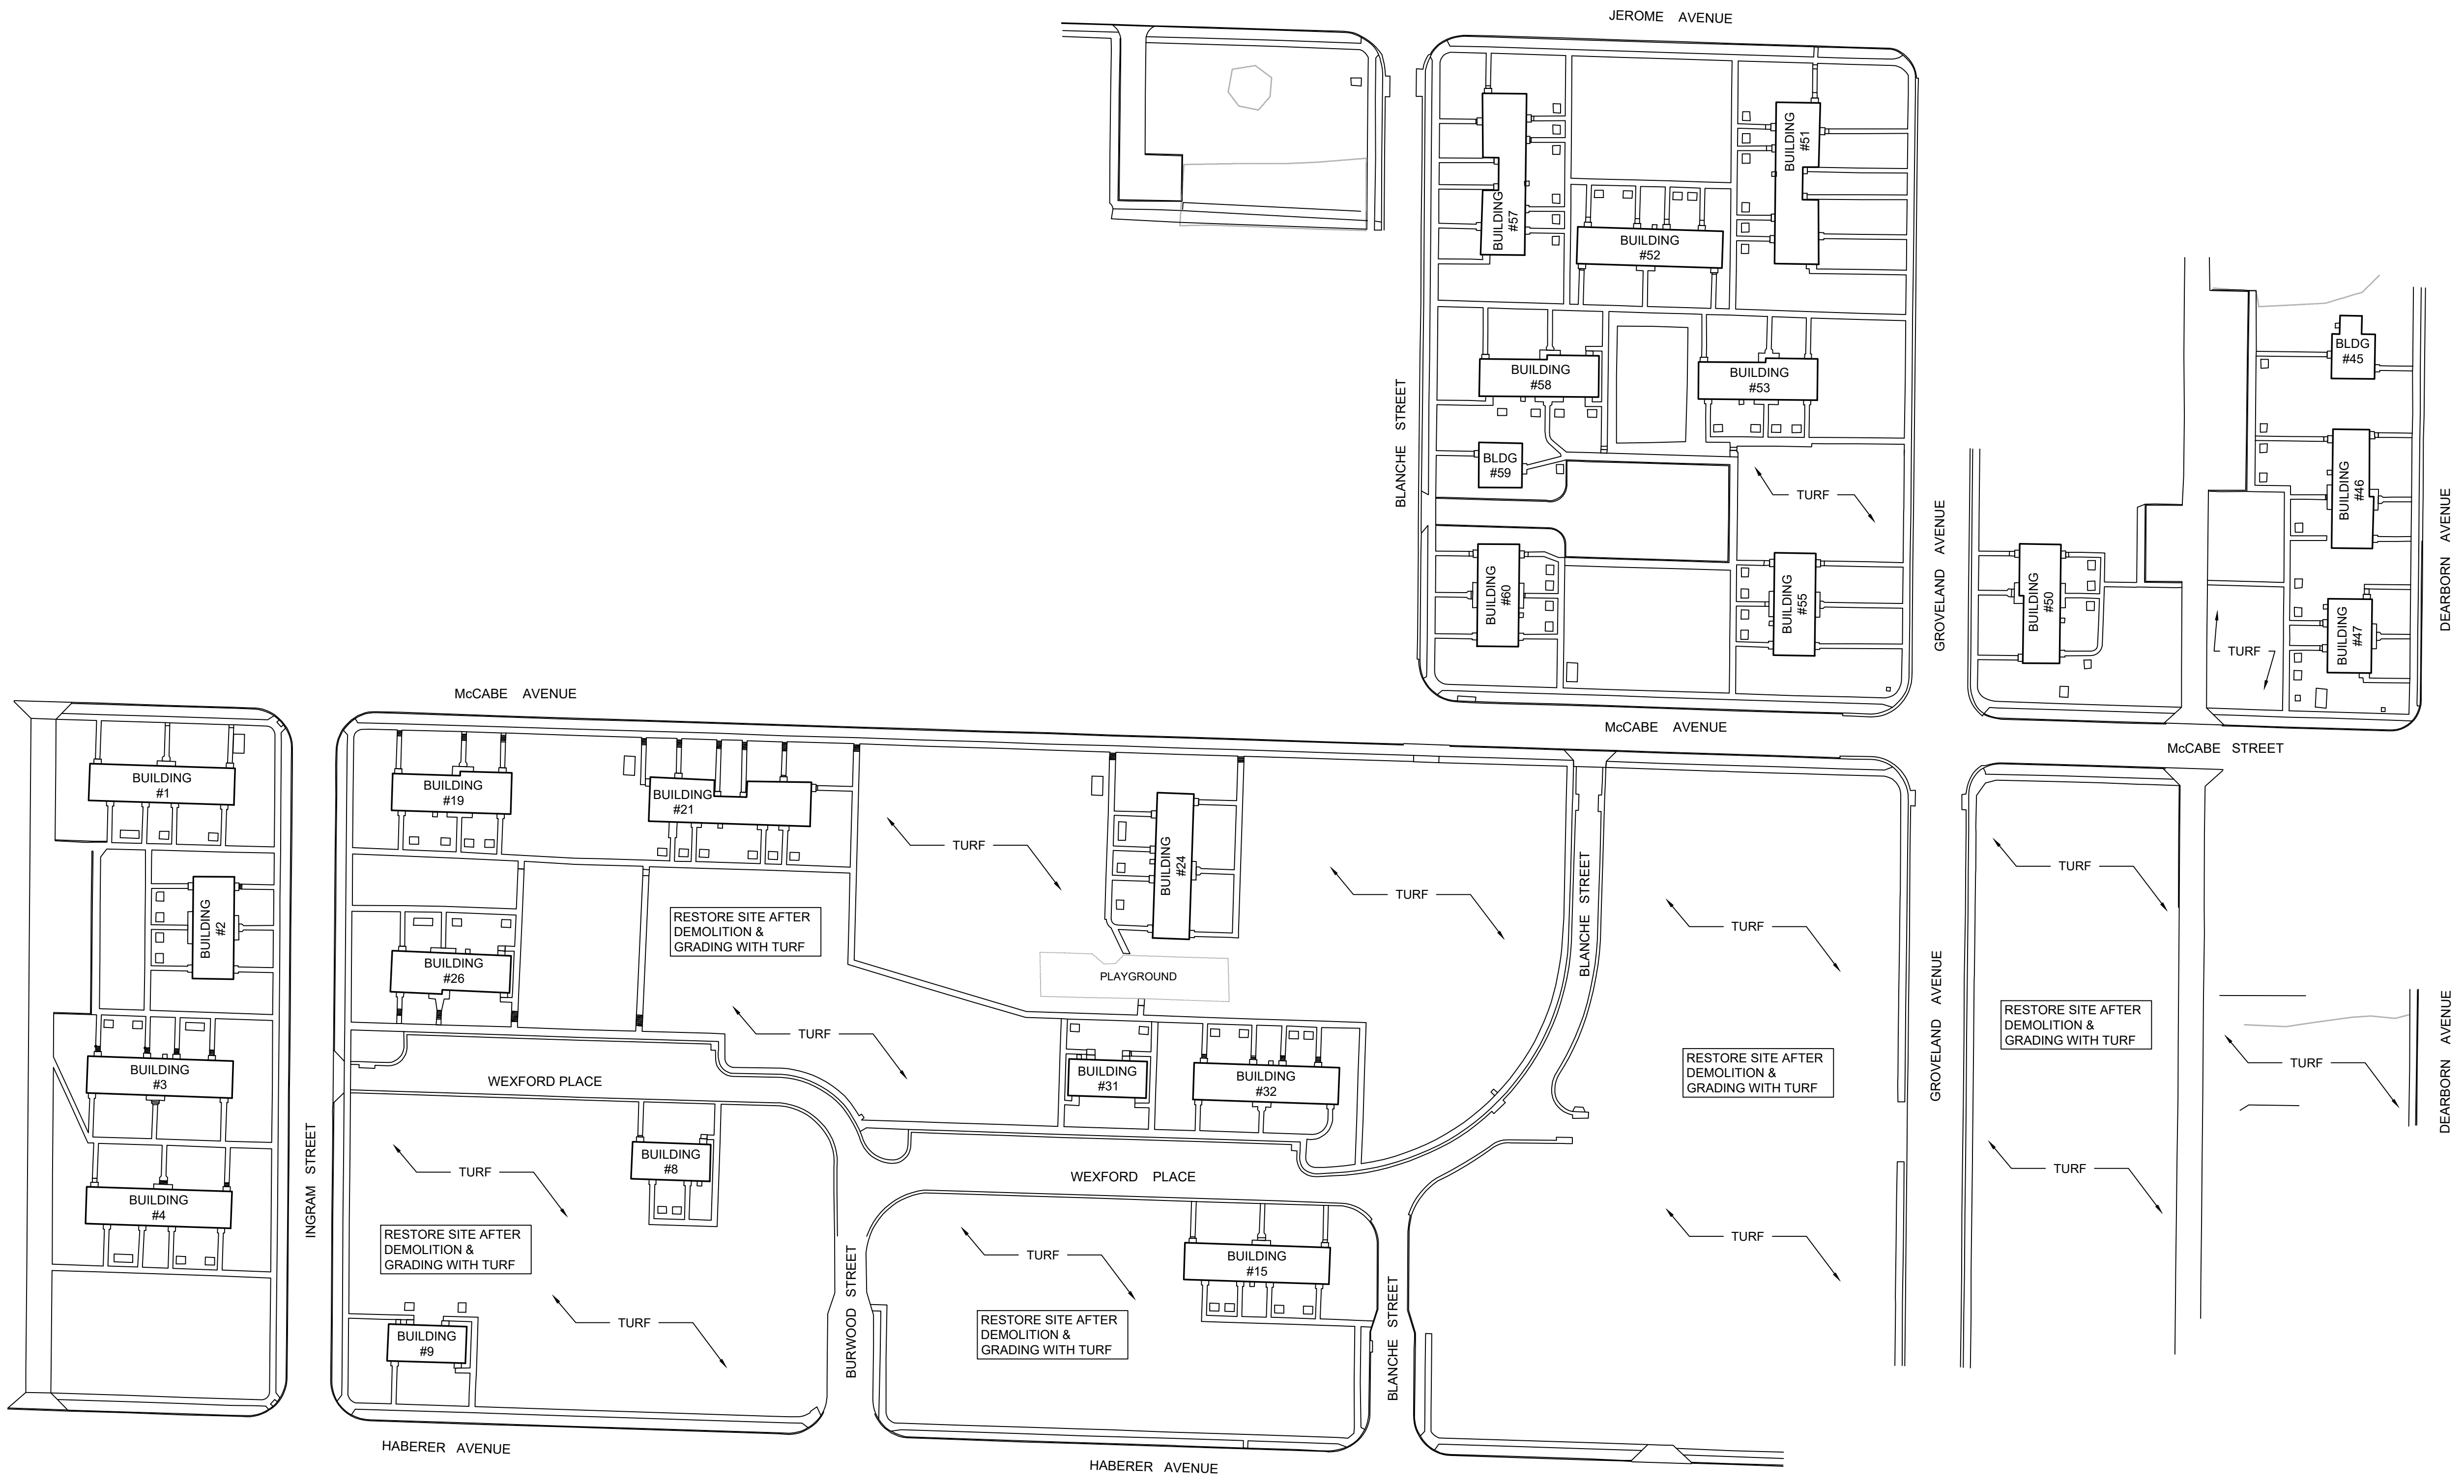 JEROME AVENUE
BUILDING
#57
BUILDING
#51
BUILDING
#52
BUILDING
#58
BUILDING
#53
BLDG
#45
BLANCHE STREET
BLDG
#59
TURF
BUILDING
#46
GROVELAND AVENUE
DEARBORN AVENUE
BUILDING
#60
BUILDING
#55
BUILDING
#50
BUILDING
#47
TURF
McCABE AVENUE
McCABE AVENUE
McCABE STREET
BUILDING
#1
BUILDING
#19
BUILDING
#21
TURF
BUILDING
#24
TURF
BLANCHE STREET
TURF
TURF
BUILDING
#2
RESTORE SITE AFTER
DEMOLITION &
GRADING WITH TURF
BUILDING
#26
PLAYGROUND
GROVELAND AVENUE
RESTORE SITE AFTER
DEMOLITION &
GRADING WITH TURF
TURF
TURF
DEARBORN AVENUE
BUILDING
#3
WEXFORD PLACE
BUILDING
#31
BUILDING
#32
RESTORE SITE AFTER
DEMOLITION &
GRADING WITH TURF
INGRAM STREET
TURF
BUILDING
#8
WEXFORD PLACE
TURF
BUILDING
#4
RESTORE SITE AFTER
DEMOLITION &
GRADING WITH TURF
TURF
BUILDING
#15
TURF
BURWOOD STREET
BLANCHE STREET
TURF
BUILDING
#9
RESTORE SITE AFTER
DEMOLITION &
GRADING WITH TURF
HABERER AVENUE
HABERER AVENUE